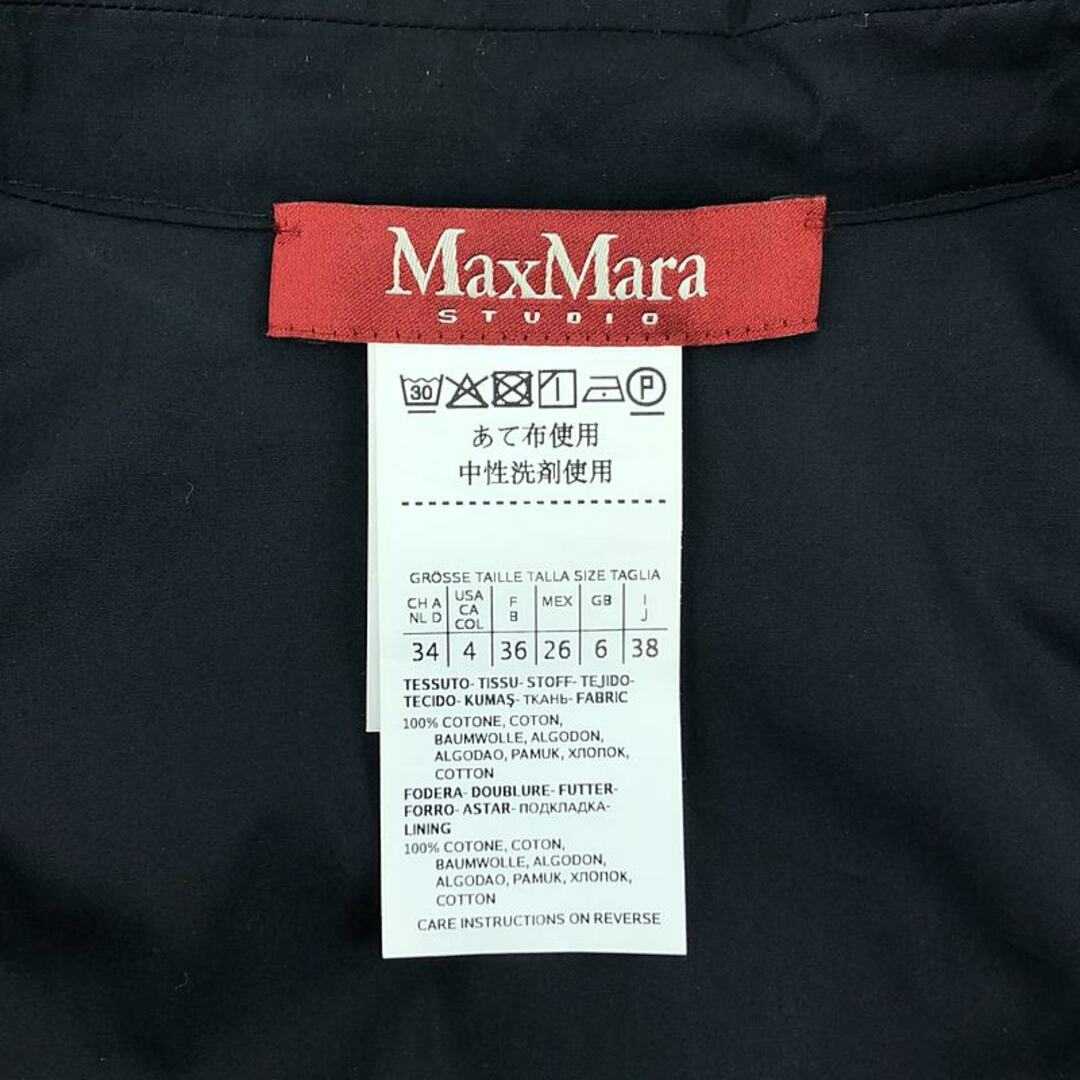 MaxMara
STUDIO
30 P
あて布使用
中性洗剤使用
GRÖSSE TAILLE TALLA SIZE TAGLIA
CH A NL D USA CA COL F B MEX GB I J
34 4 36 26 6 38
TESSUTO- TISSU- STOFF- TEJIDO-
TECIDO- KUMAŞ- ТКАНЬ- FABRIC
100% COTONE, COTON,
BAUMWOLLE, ALGODON,
ALGODAO, PAMUK, ХЛОПОК,
COTTON
FODERA- DOUBLURE- FUTTER-
FORRO- ASTAR- ПОДКЛАДКА-
LINING
100% COTONE, COTON,
BAUMWOLLE, ALGODON,
ALGODAO, PAMUK, ХЛОПОК,
COTTON
CARE INSTRUCTIONS ON REVERSE